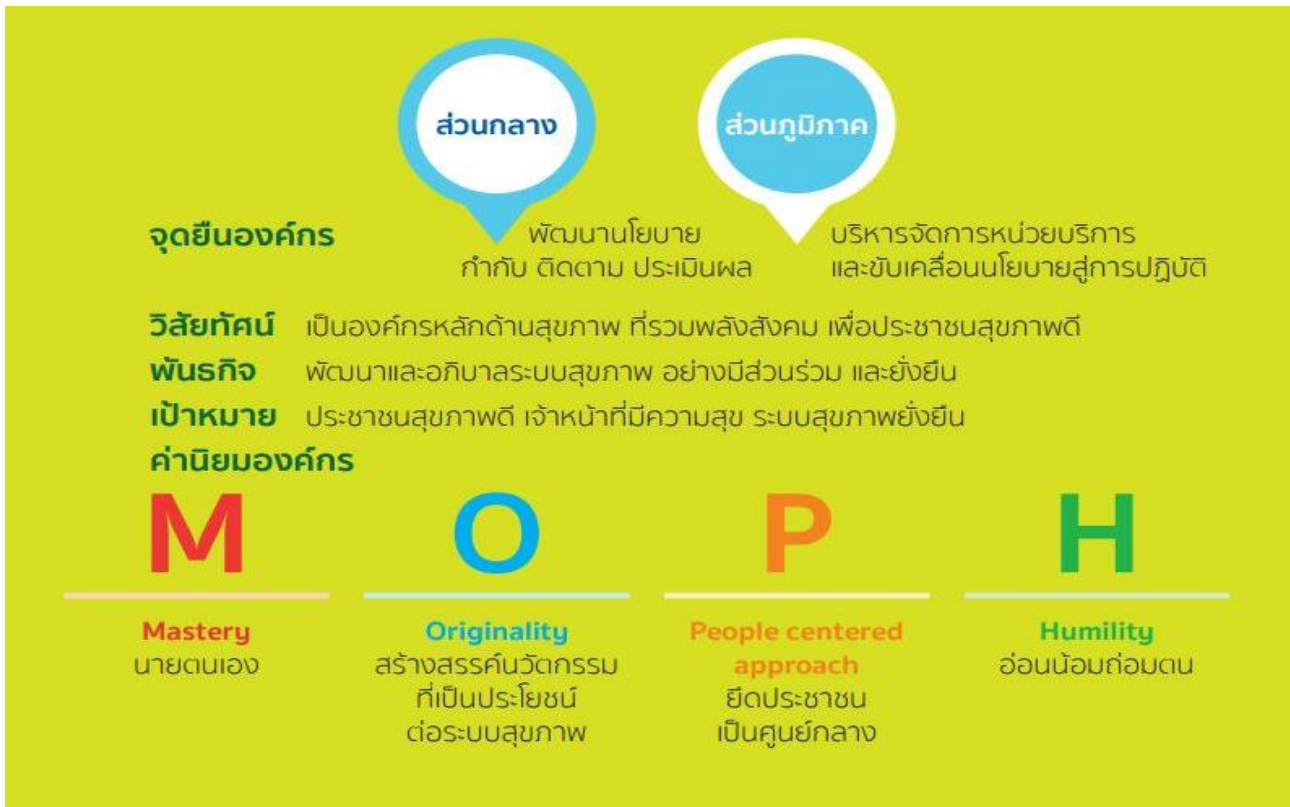 ส่วนกลาง
ส่วนภูมิภาค
จุดยืนองค์กร
พัฒนานโยบาย
กำกับ ติดตาม ประเมินผล
บริหารจัดการหน่วยบริการ
และขับเคลื่อนนโยบายสู่การปฏิบัติ
วิสัยทัศน์ เป็นองค์กรหลักด้านสุขภาพ ที่รวมพลังสังคม เพื่อประชาชนสุขภาพดี
พันธกิจ พัฒนาและอภิบาลระบบสุขภาพ อย่างมีส่วนร่วม และยั่งยืน
เป้าหมาย ประชาชนสุขภาพดี เจ้าหน้าที่มีความสุข ระบบสุขภาพยั่งยืน
ค่านิยมองค์กร
M
Mastery
นายตนเอง
O
Originality
สร้างสรรค์นวัตกรรม
ที่เป็นประโยชน์
ต่อระบบสุขภาพ
P
People centered
approach
ยึดประชาชน
เป็นศูนย์กลาง
H
Humility
อ่อนน้อมถ่อมตน